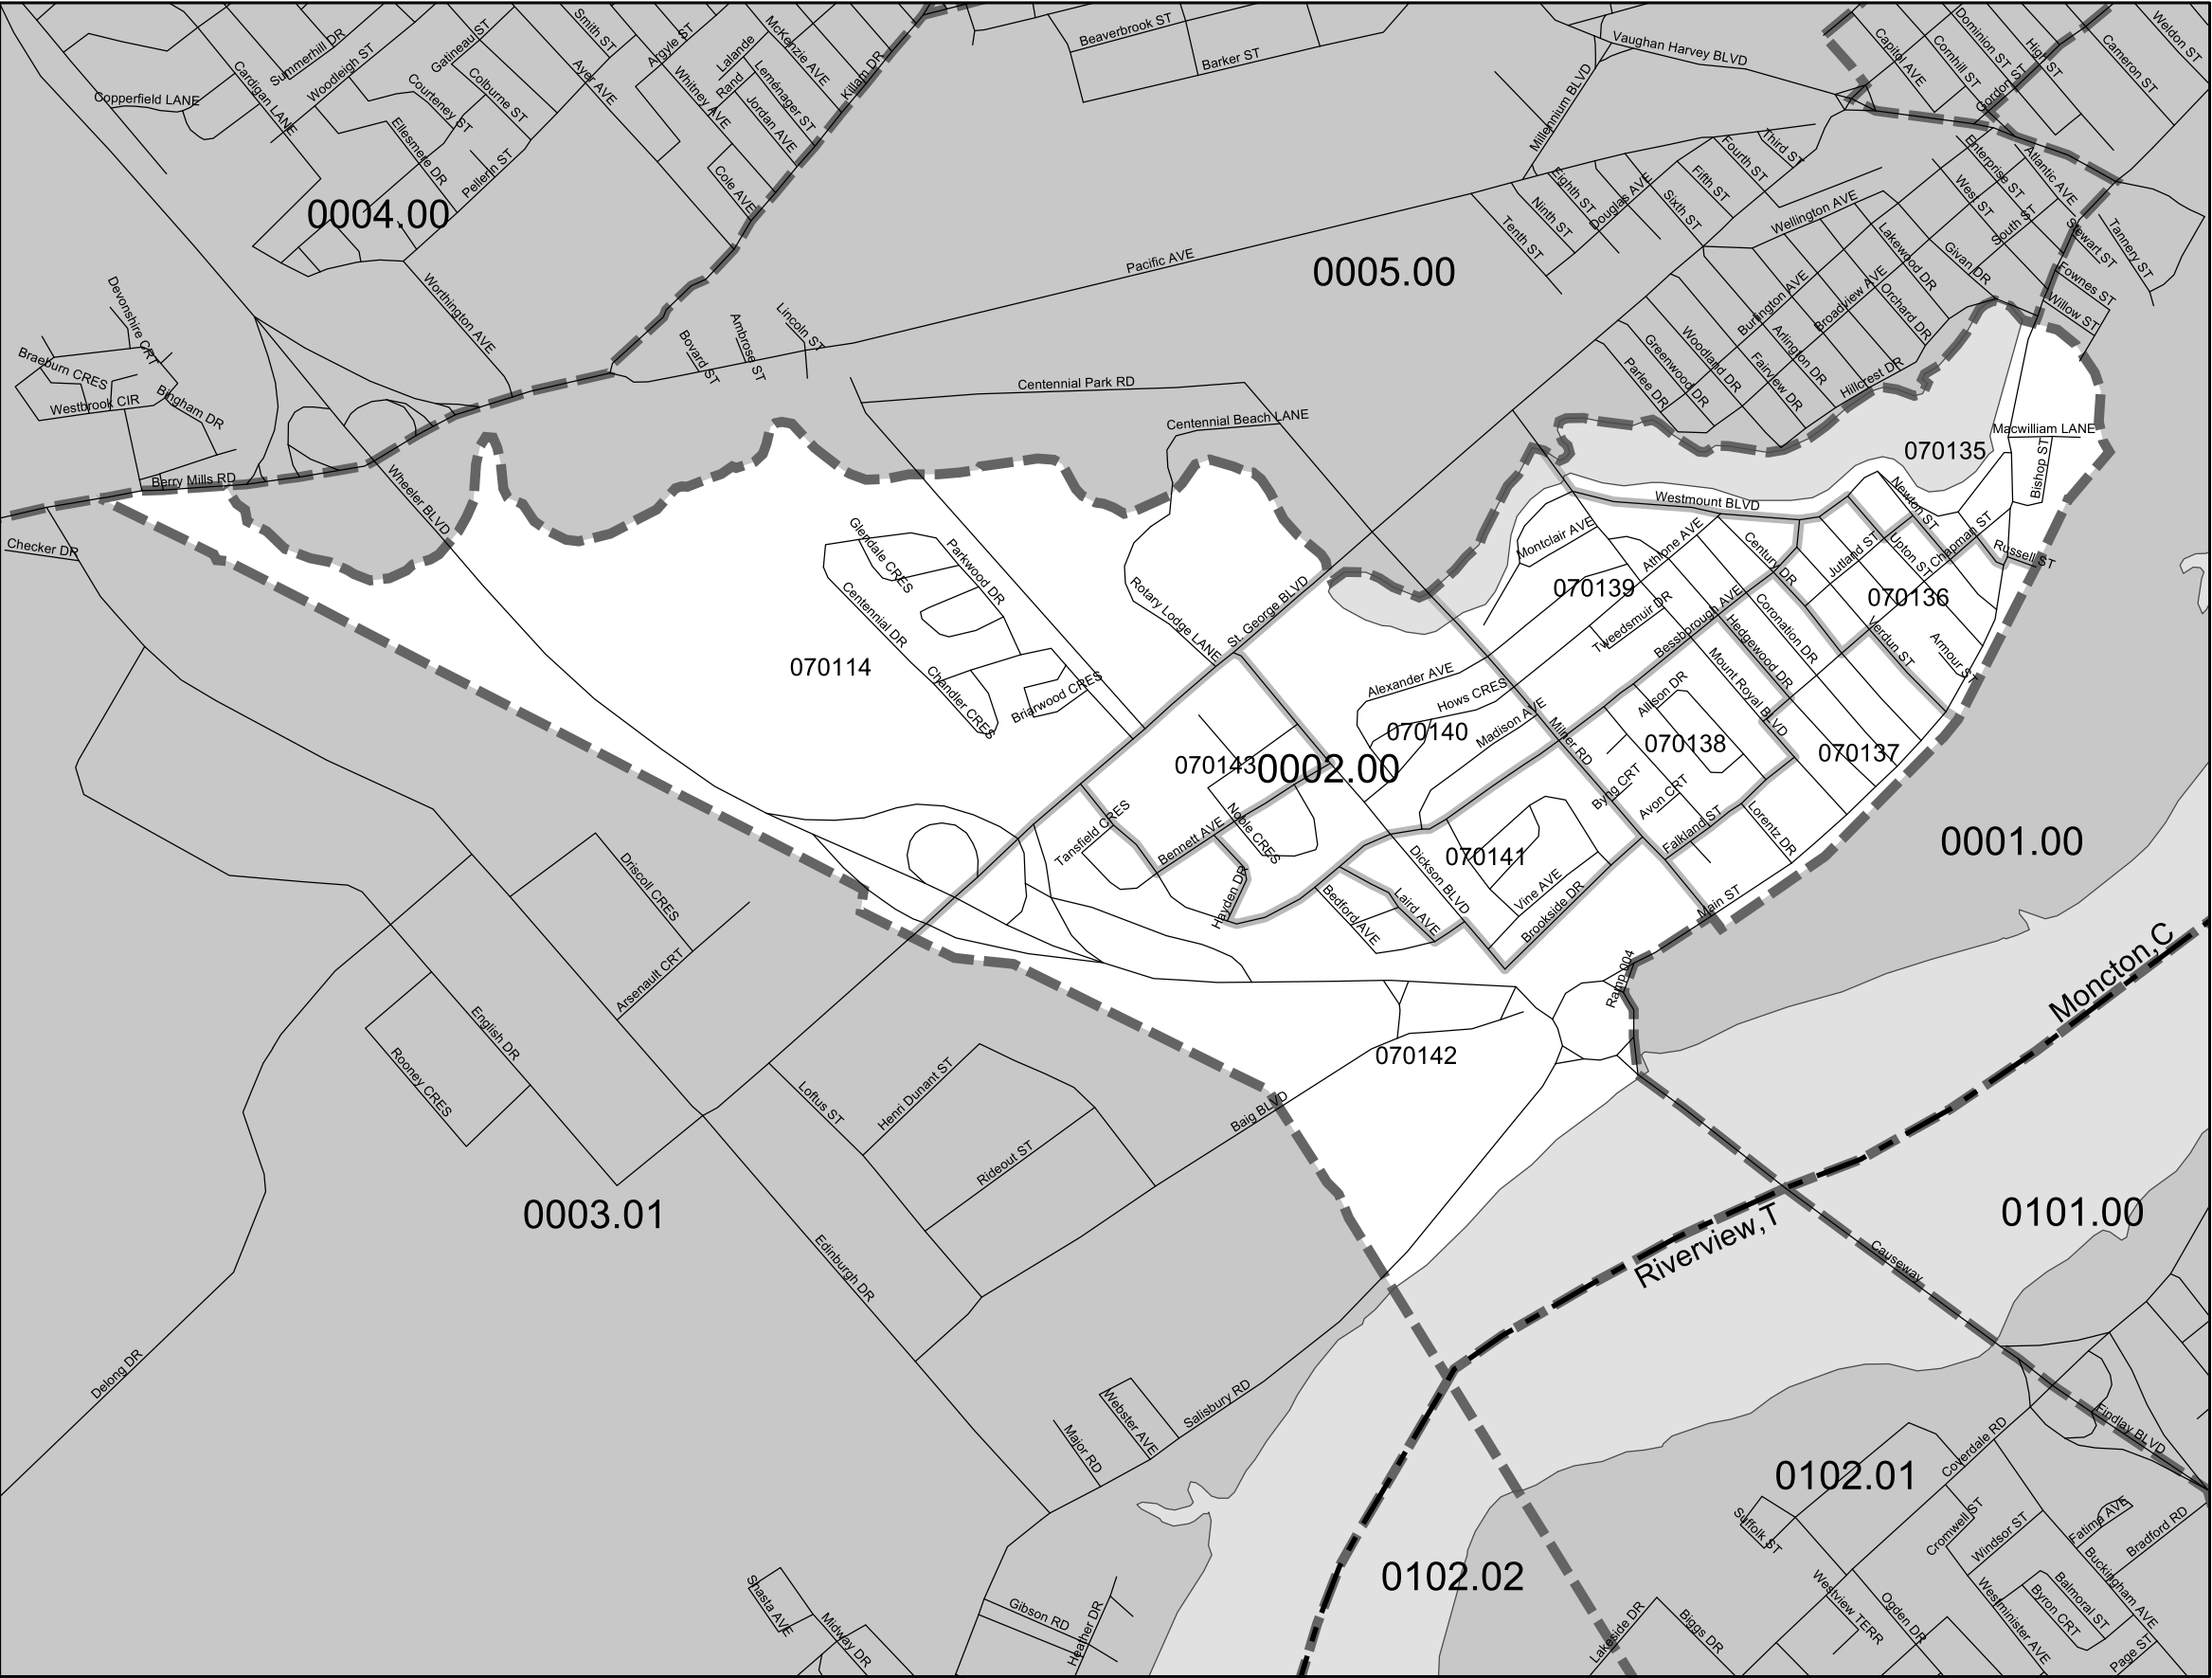 Beaverbrook ST
Barker ST
Vaughan Harvey BLVD
Millennium BLVD
Capitol AVE
Cornhill ST
Dominion ST
High ST
Gordon ST
Cameron ST
Weldon ST
Summerhill DR
Woodleigh ST
Gatineau ST
Smith ST
Argyle ST
Lalande
McKenzie AVE
Killam DR
Copperfield LANE
Cardigan LANE
Courteney ST
Colburne ST
Ayer AVE
Whitney AVE
Rand
Leménager ST
Jordan AVE
Ellesmere DR
Pellerin ST
Cole AVE
0004.00
Third ST
Fourth ST
Fifth ST
Sixth ST
Douglas AVE
Eighth ST
Ninth ST
Tenth ST
Enterprise ST
Atlantic AVE
West ST
South ST
Stewart ST
Tannery ST
Fownes ST
Willow ST
Wellington AVE
Lakewood DR
Givan DR
Pacific AVE
0005.00
Devonshire CRT
Braeburn CRES
Westbrook CIR
Bingham DR
Worthington AVE
Bovard ST
Ambrose ST
Lincoln ST
Burlington AVE
Broadview AVE
Orchard DR
Arlington DR
Fairview DR
Woodland DR
Greenwood DR
Parlee DR
Hillcrest DR
Centennial Park RD
Centennial Beach LANE
Macwilliam LANE
Bishop ST
070135
Berry Mills RD
Wheeler BLVD
Checker DR
Westmount BLVD
Newton ST
Chapman ST
Upton ST
Russell ST
Jutland ST
Montclair AVE
Athlone AVE
Century DR
Glendale CRES
Parkwood DR
Centennial DR
Rotary Lodge LANE
St. George BLVD
070139
070136
Tweedsmuir DR
Bessborough AVE
Coronation DR
Hedgewood DR
Verdun ST
Armour ST
070114
Chandler CRES
Briarwood CRES
Alexander AVE
Hows CRES
Madison AVE
Milner RD
Allison DR
Mount Royal BLVD
070140
070138
070137
070143
0002.00
Byng CRT
Avon CRT
Falkland ST
Lorentz DR
Tansfield CRES
Bennett AVE
Noble CRES
Hayden DR
070141
Dickson BLVD
Vine AVE
Brookside DR
Bedford AVE
Laird AVE
Main ST
Ramp 004
0001.00
Driscoll CRES
Arsenault CRT
English DR
Rooney CRES
Moncton,C
070142
Loftus ST
Henri Dunant ST
Rideout ST
Baig BLVD
0003.01
0101.00
Riverview,T
Causeway
Edinburgh DR
Delong DR
Webster AVE
Major RD
Salisbury RD
Findlay BLVD
Coverdale RD
0102.01
Suffolk ST
Cromwell ST
Windsor ST
Fatima AVE
Bradford RD
Buckingham AVE
0102.02
Westview TERR
Ogden DR
Westminister AVE
Byron CRT
Balmoral ST
Page ST
Lakeside DR
Biggs DR
Shasta AVE
Midway DR
Gibson RD
Heather DR